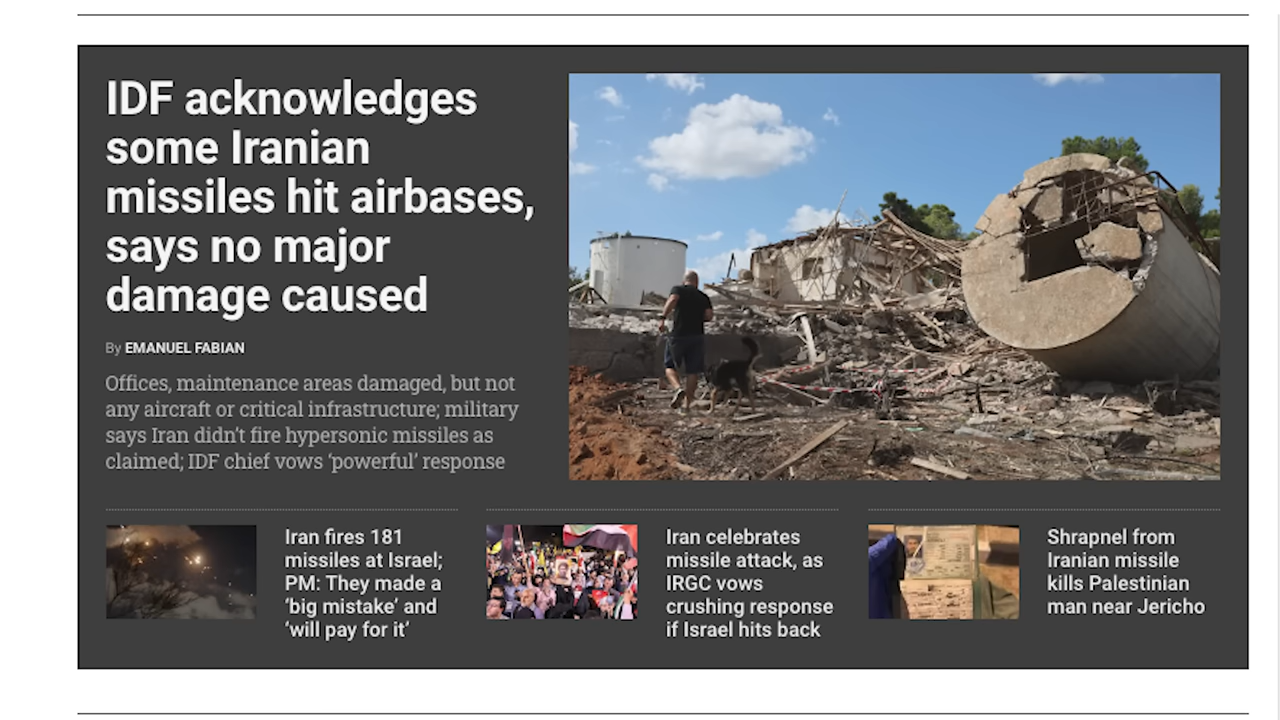 IDF acknowledges
some Iranian
missiles hit airbases,
says no major
damage caused
By EMANUEL FABIAN
Offices, maintenance areas damaged, but not
any aircraft or critical infrastructure; military
says Iran didn't fire hypersonic missiles as
claimed; IDF chief vows ‘powerful’ response
Iran fires 181
missiles at Israel;
PM: They made a
‘big mistake’ and
‘will pay for it’
Iran celebrates
missile attack, as
IRGC vows
crushing response
if Israel hits back
Shrapnel from
Iranian missile
kills Palestinian
man near Jericho